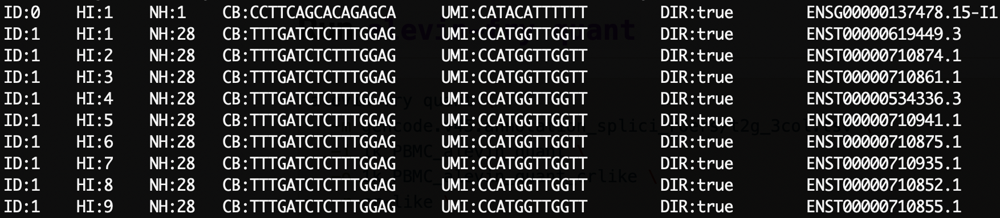 ID:0 HI:1 NH:1 CB:CCTTCAGCACAGAGCA UMI:CATACATTTTTT DIR:true ENSG00000137478.15-I1
ID:1 HI:1 NH:28 CB:TTTGATCTCTTTGGAG UMI:CCATGGTTGGTT DIR:true ENST00000619449.3
ID:1 HI:2 NH:28 CB:TTTGATCTCTTTGGAG UMI:CCATGGTTGGTT DIR:true ENST00000710874.1
ID:1 HI:3 NH:28 CB:TTTGATCTCTTTGGAG UMI:CCATGGTTGGTT DIR:true ENST00000710861.1
ID:1 HI:4 NH:28 CB:TTTGATCTCTTTGGAG UMI:CCATGGTTGGTT DIR:true ENST00000534336.3
ID:1 HI:5 NH:28 CB:TTTGATCTCTTTGGAG UMI:CCATGGTTGGTT DIR:true ENST00000710941.1
ID:1 HI:6 NH:28 CB:TTTGATCTCTTTGGAG UMI:CCATGGTTGGTT DIR:true ENST00000710875.1
ID:1 HI:7 NH:28 CB:TTTGATCTCTTTGGAG UMI:CCATGGTTGGTT DIR:true ENST00000710935.1
ID:1 HI:8 NH:28 CB:TTTGATCTCTTTGGAG UMI:CCATGGTTGGTT DIR:true ENST00000710852.1
ID:1 HI:9 NH:28 CB:TTTGATCTCTTTGGAG UMI:CCATGGTTGGTT DIR:true ENST00000710855.1